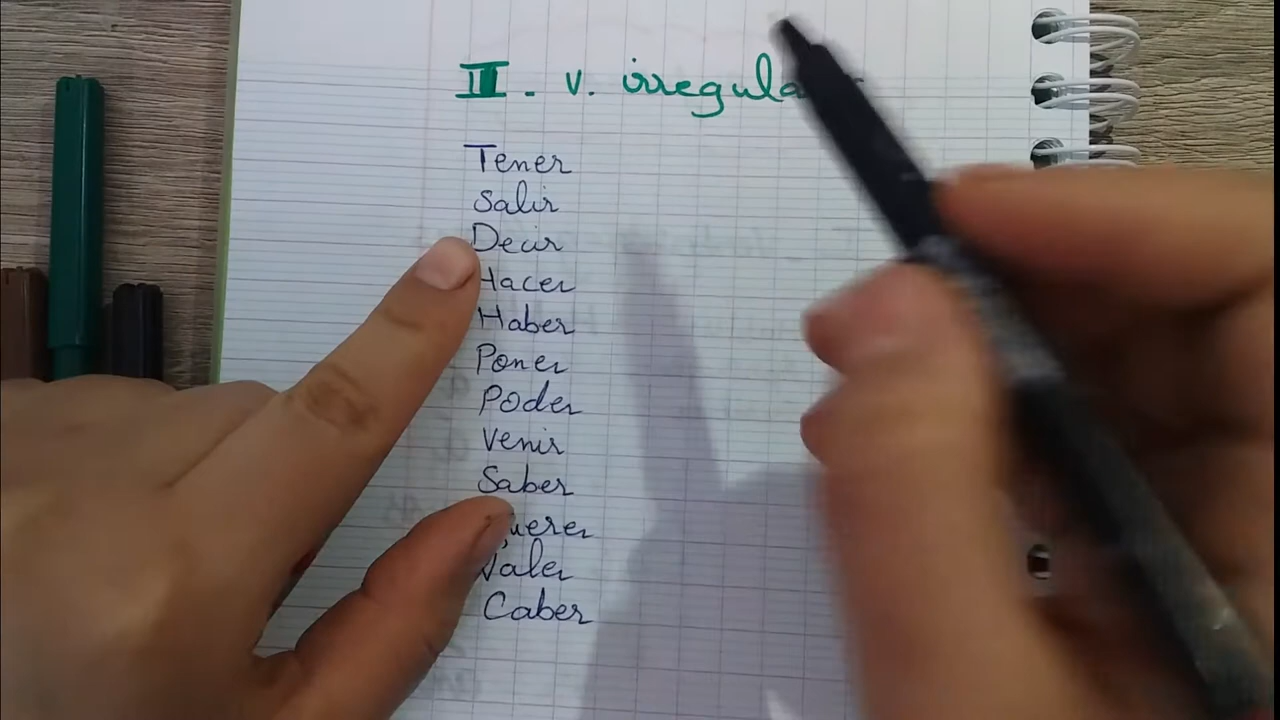 II. v. irregula
Tener
Salir
Decir
Hacer
Haber
Poner
Poder
Venir
Saber
querer
Valer
Caber